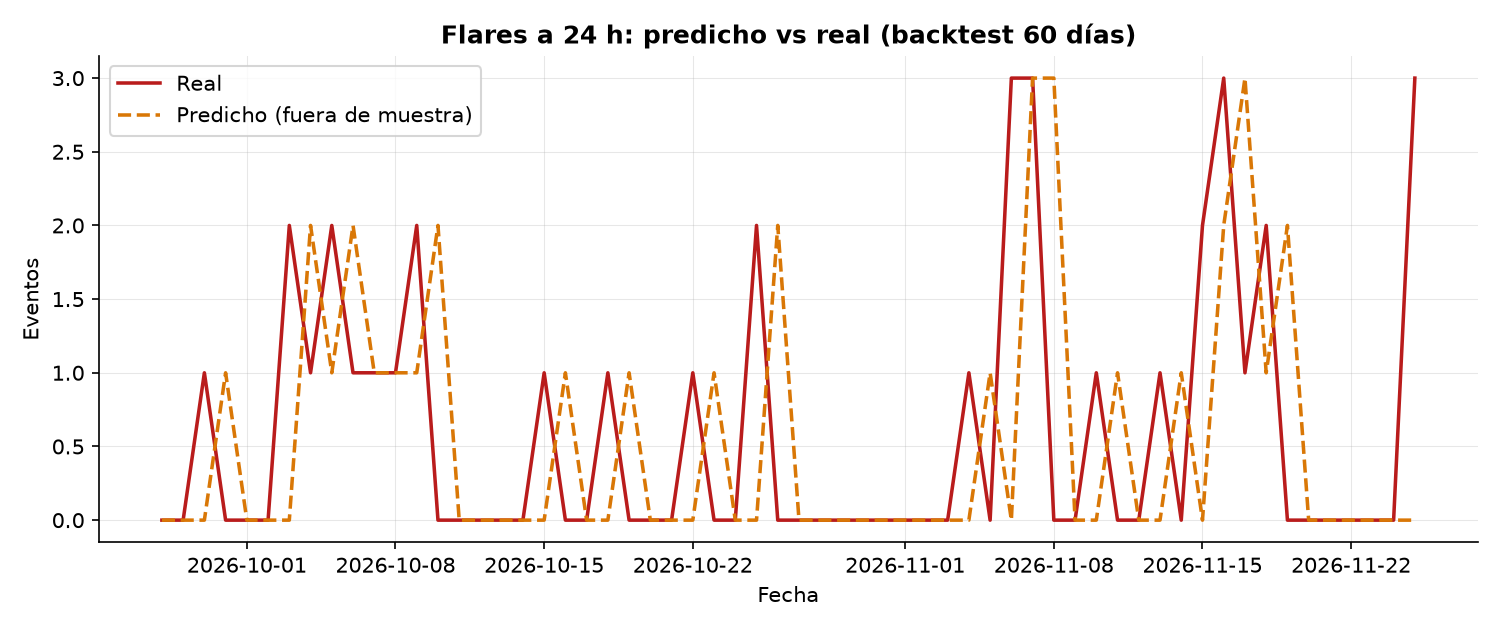 Flares a 24 h: predicho vs real (backtest 60 días)
Real
Predicho (fuera de muestra)
Eventos
3.0
2.5
2.0
1.5
1.0
0.5
0.0
2026-10-01 2026-10-08 2026-10-15 2026-10-22 2026-11-01 2026-11-08 2026-11-15 2026-11-22
Fecha